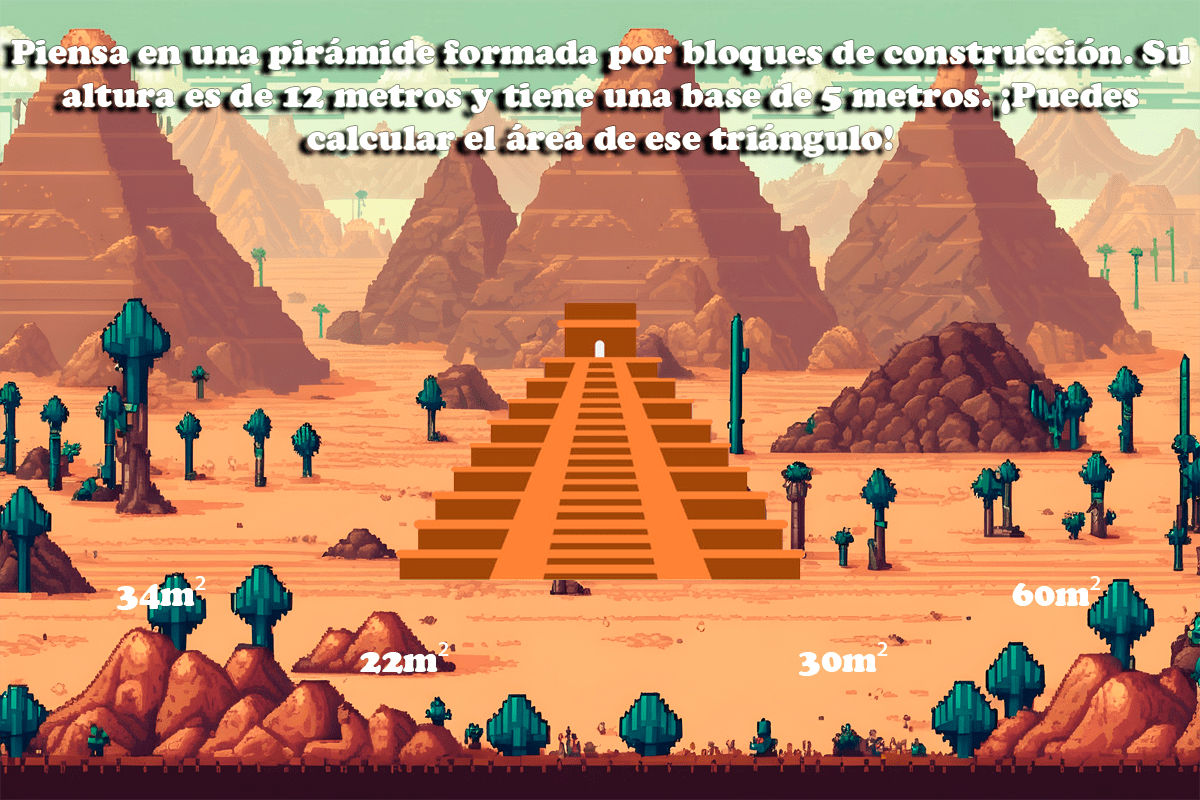 Piensa en una pirámide formada por bloques de construcción. Su
altura es de 12 metros y tiene una base de 5 metros. ¡Puedes
calcular el área de ese triángulo!
34m²
60m²
22m²
30m²